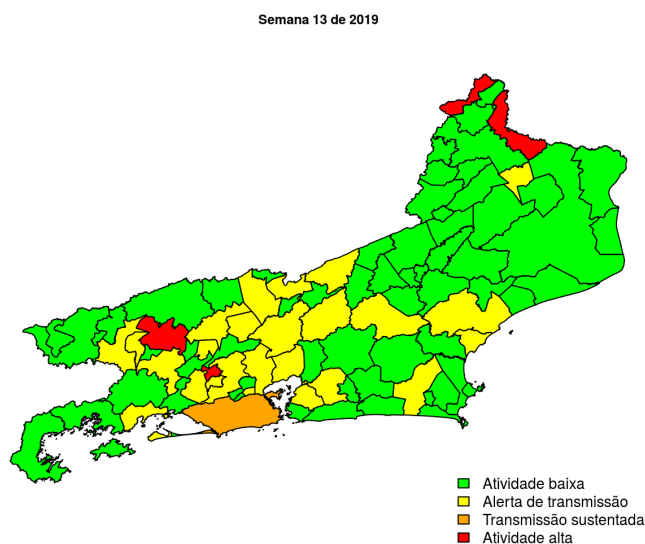 Semana 13 de 2019
Atividade baixa
Alerta de transmissão
Transmissão sustentada
Atividade alta